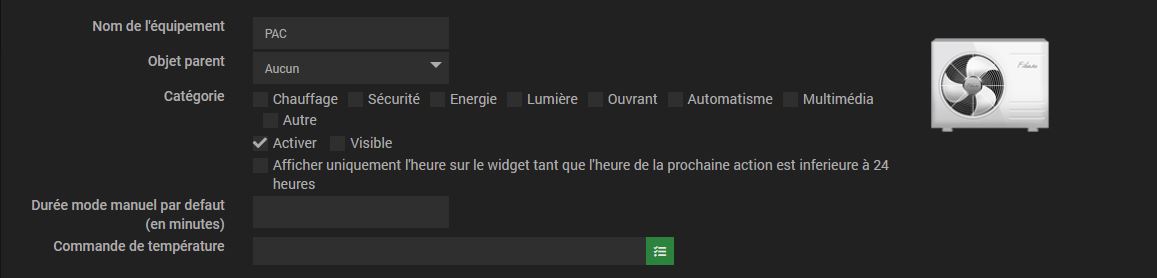 Nom de l'équipement PAC
Objet parent Aucun
Catégorie Chauffage Sécurité Energie Lumière Ouvrant Automatisme Multimédia
Autre
Activer Visible
Afficher uniquement l'heure sur le widget tant que l'heure de la prochaine action est inferieure à 24
heures
Durée mode manuel par defaut
(en minutes)
Commande de température